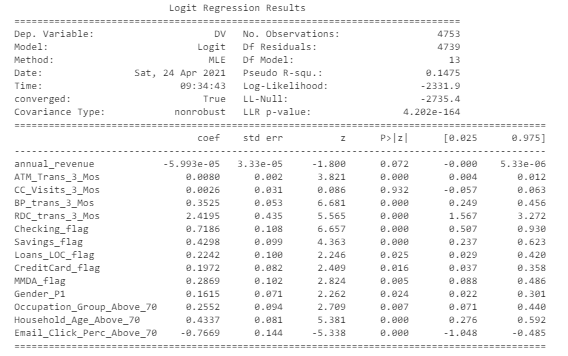 Logit Regression Results
==============================================================================
Dep. Variable: DV No. Observations: 4753
Model: Logit Df Residuals: 4739
Method: MLE Df Model: 13
Date: Sat, 24 Apr 2021 Pseudo R-squ.: 0.1475
Time: 09:34:43 Log-Likelihood: -2331.9
converged: True LL-Null: -2735.4
Covariance Type: nonrobust LLR p-value: 4.202e-164
==============================================================================
coef std err z P>|z| [0.025 0.975]
------------------------------------------------------------------------------
annual_revenue -5.993e-05 3.33e-05 -1.800 0.072 -0.000 5.33e-06
ATM_Trans_3_Mos 0.0080 0.002 3.821 0.000 0.004 0.012
CC_Visits_3_Mos 0.0026 0.031 0.086 0.932 -0.057 0.063
BP_trans_3_Mos 0.3525 0.053 6.681 0.000 0.249 0.456
RDC_trans_3_Mos 2.4195 0.435 5.565 0.000 1.567 3.272
Checking_flag 0.7186 0.108 6.657 0.000 0.507 0.930
Savings_flag 0.4298 0.099 4.363 0.000 0.237 0.623
Loans_LOC_flag 0.2242 0.100 2.246 0.025 0.029 0.420
CreditCard_flag 0.1972 0.082 2.409 0.016 0.037 0.358
MMDA_flag 0.2869 0.102 2.824 0.005 0.088 0.486
Gender_P1 0.1615 0.071 2.262 0.024 0.022 0.301
Occupation_Group_Above_70 0.2552 0.094 2.709 0.007 0.071 0.440
Household_Age_Above_70 0.4337 0.081 5.381 0.000 0.276 0.592
Email_Click_Perc_Above_70 -0.7669 0.144 -5.338 0.000 -1.048 -0.485
==============================================================================